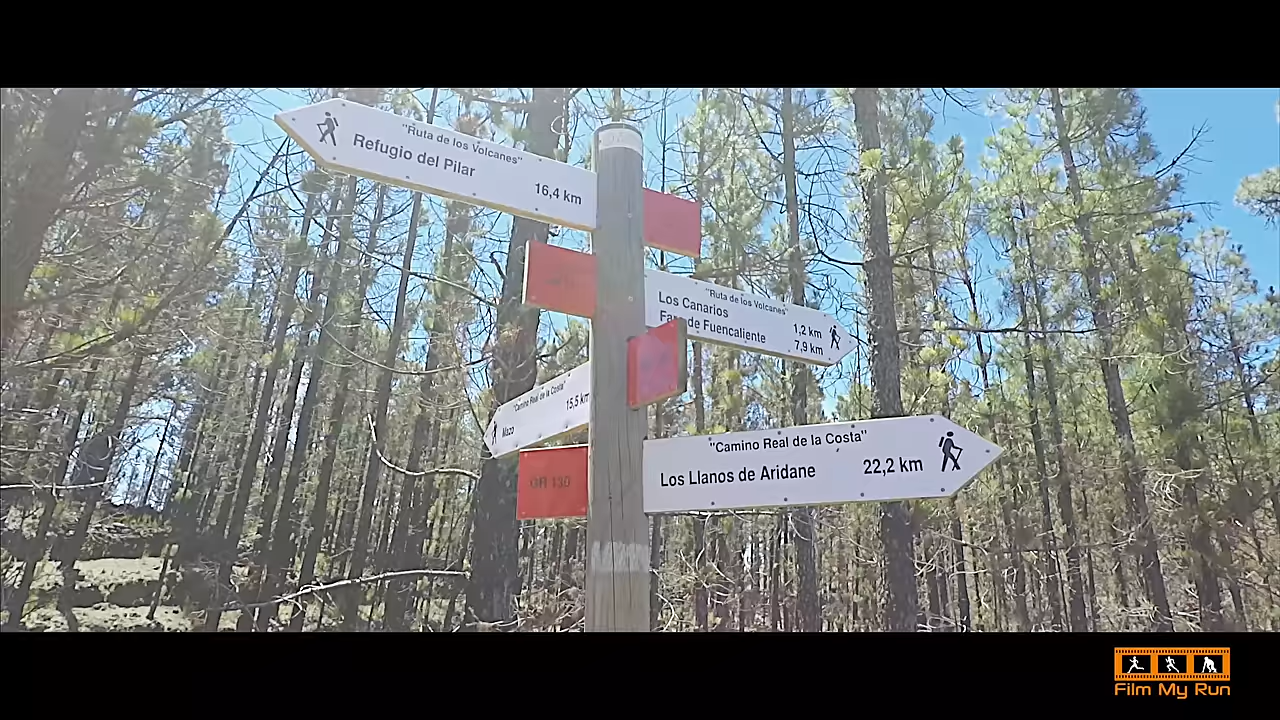 "Ruta de los Volcanes"
Refugio del Pilar
16,4 km
"Ruta de los Volcanes"
Los Canarios 1,2 km
Faro de Fuencaliente 7,9 km
"Camino Real de la Costa"
Mazo 15,5 km
GR 130
"Camino Real de la Costa"
Los Llanos de Aridane 22,2 km
Film My Run